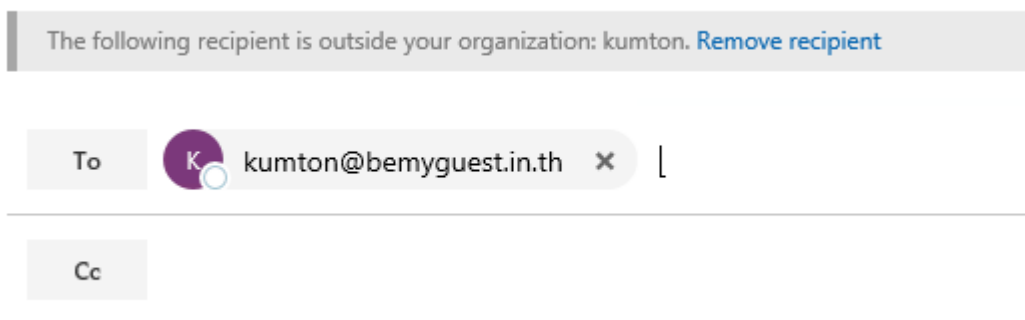 The following recipient is outside your organization: kumton. Remove recipient
To K kumton@bemyguest.in.th ×
Cc